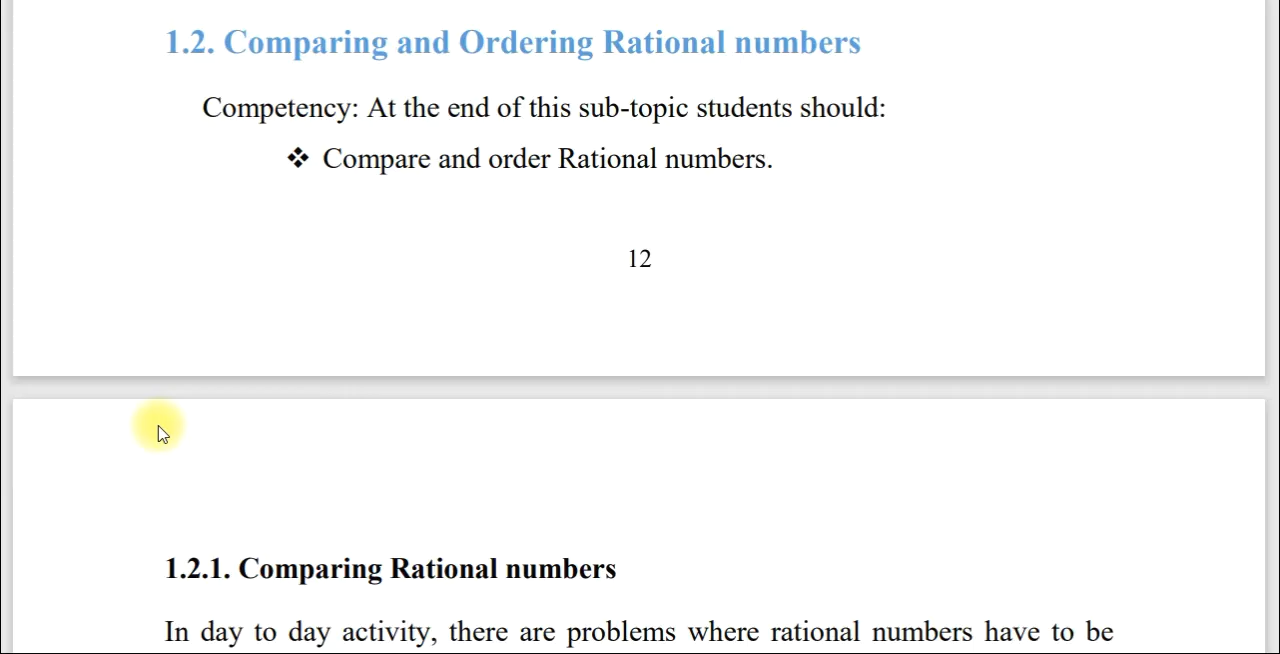 1.2. Comparing and Ordering Rational numbers
Competency: At the end of this sub-topic students should:
❖ Compare and order Rational numbers.
12
1.2.1. Comparing Rational numbers
In day to day activity, there are problems where rational numbers have to be